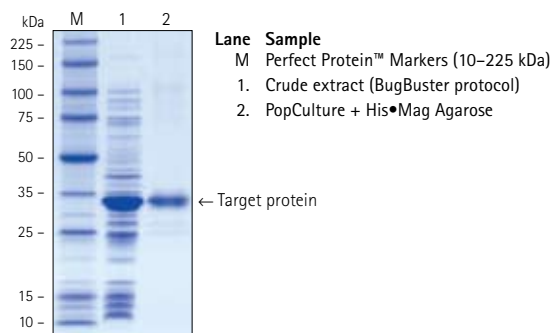 kDa M 1 2
225 –
150 –
100 –
75 –
50 –
35 –
25 –
15 –
10 –
← Target protein
Lane Sample
M Perfect Protein™ Markers (10–225 kDa)
1. Crude extract (BugBuster protocol)
2. PopCulture + His•Mag Agarose